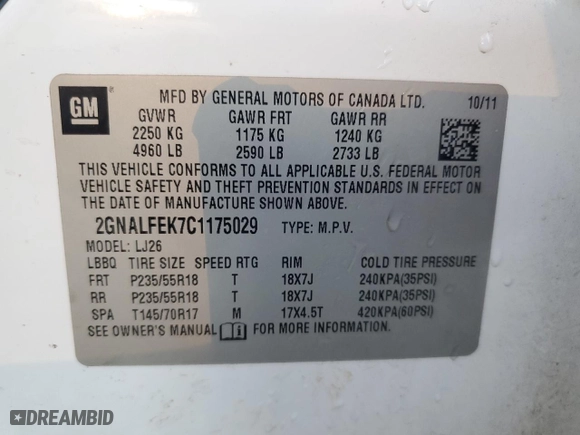 GM
MFD BY GENERAL MOTORS OF CANADA LTD. 10/11
GVWR GAWR FRT GAWR RR
2250 KG 1175 KG 1240 KG
4960 LB 2590 LB 2733 LB
THIS VEHICLE CONFORMS TO ALL APPLICABLE U.S. FEDERAL MOTOR
VEHICLE SAFETY AND THEFT PREVENTION STANDARDS IN EFFECT ON
THE DATE OF MANUFACTURE SHOWN ABOVE.
2GNALFEK7C1175029 TYPE: M.P.V.
MODEL: LJ26
LBBQ TIRE SIZE SPEED RTG RIM COLD TIRE PRESSURE
FRT P235/55R18 T 18X7J 240KPA(35PSI)
RR P235/55R18 T 18X7J 240KPA(35PSI)
SPA T145/70R17 M 17X4.5T 420KPA(60PSI)
SEE OWNER'S MANUAL FOR MORE INFORMATION.
DREAMBID